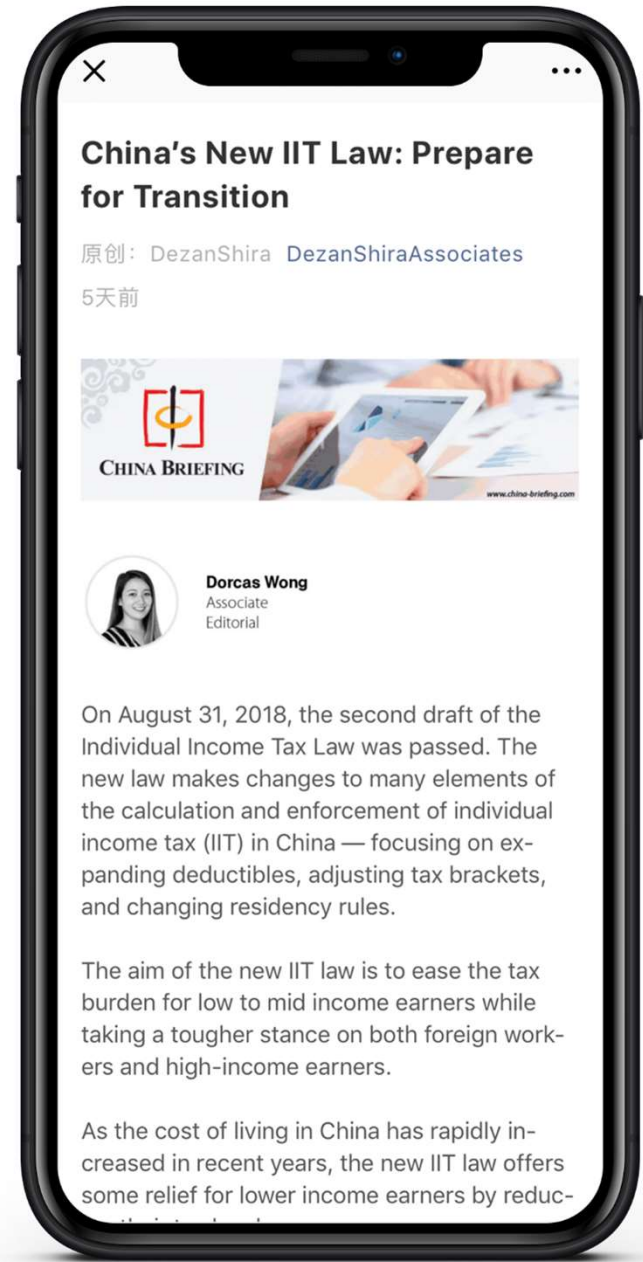 China's New IIT Law: Prepare
for Transition
原创： DezanShira DezanShiraAssociates
5天前
CHINA BRIEFING
www.china-briefing.com
Dorcas Wong
Associate
Editorial
On August 31, 2018, the second draft of the
Individual Income Tax Law was passed. The
new law makes changes to many elements of
the calculation and enforcement of individual
income tax (IIT) in China — focusing on ex-
panding deductibles, adjusting tax brackets,
and changing residency rules.
The aim of the new IIT law is to ease the tax
burden for low to mid income earners while
taking a tougher stance on both foreign work-
ers and high-income earners.
As the cost of living in China has rapidly in-
creased in recent years, the new IIT law offers
some relief for lower income earners by reduc-